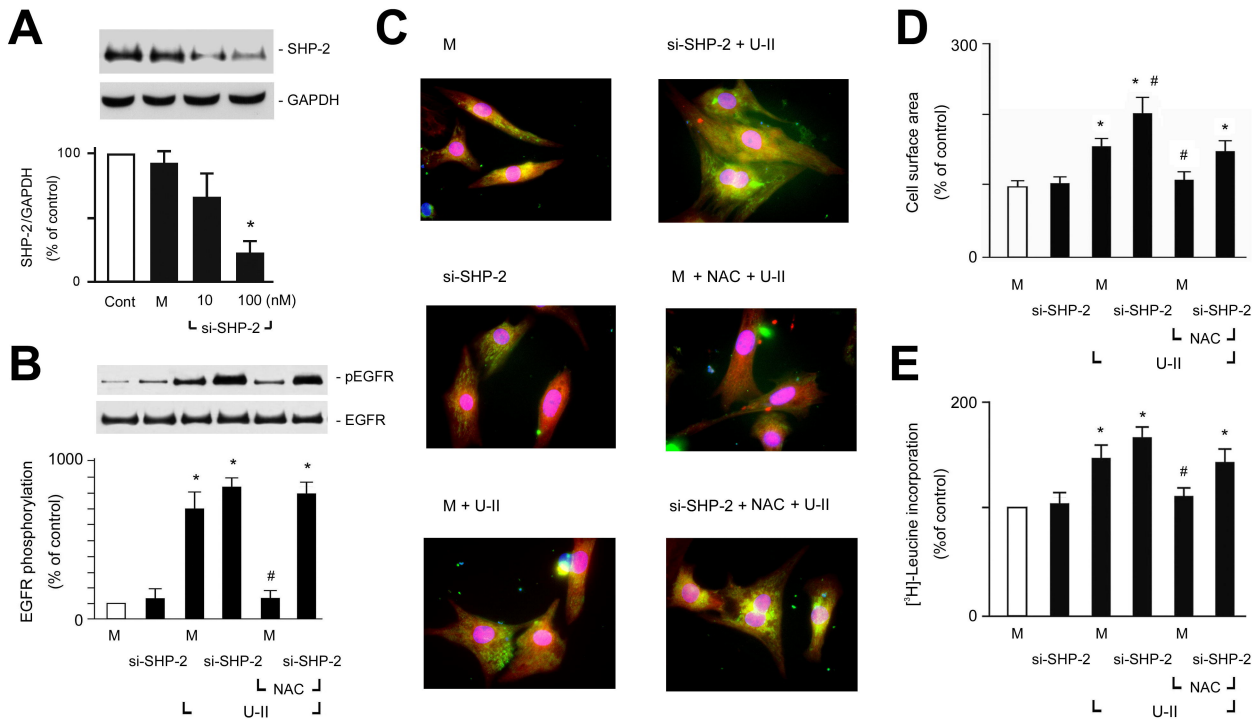 A
- SHP-2
- GAPDH
SHP-2/GAPDH
(% of control)
100
0
Cont
M
10
100 (nM)
si-SHP-2
*
B
- pEGFR
- EGFR
EGFR phosphorylation
(% of control)
1000
0
*
*
#
*
M
M
M
si-SHP-2
si-SHP-2
si-SHP-2
NAC
U-II
C
M
si-SHP-2 + U-II
si-SHP-2
M + NAC + U-II
M + U-II
si-SHP-2 + NAC + U-II
D
Cell surface area
(% of control)
300
0
*
* #
#
*
M
M
M
si-SHP-2
si-SHP-2
si-SHP-2
NAC
U-II
E
[³H]-Leucine incorporation
(%of control)
200
100
0
*
*
#
*
M
M
M
si-SHP-2
si-SHP-2
si-SHP-2
NAC
U-II